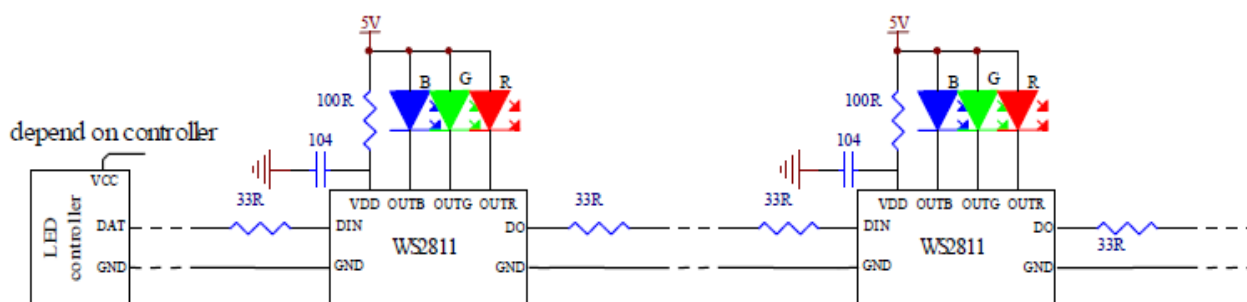 5V
5V
B G R
B G R
100R
100R
depend on controller
104
104
VCC
33R
VDD OUTB OUTG OUTR
33R
33R
VDD OUTB OUTG OUTR
LED controller
DAT
DIN
DO
DIN
DO
WS2811
WS2811
33R
GND
GND
GND
GND
GND